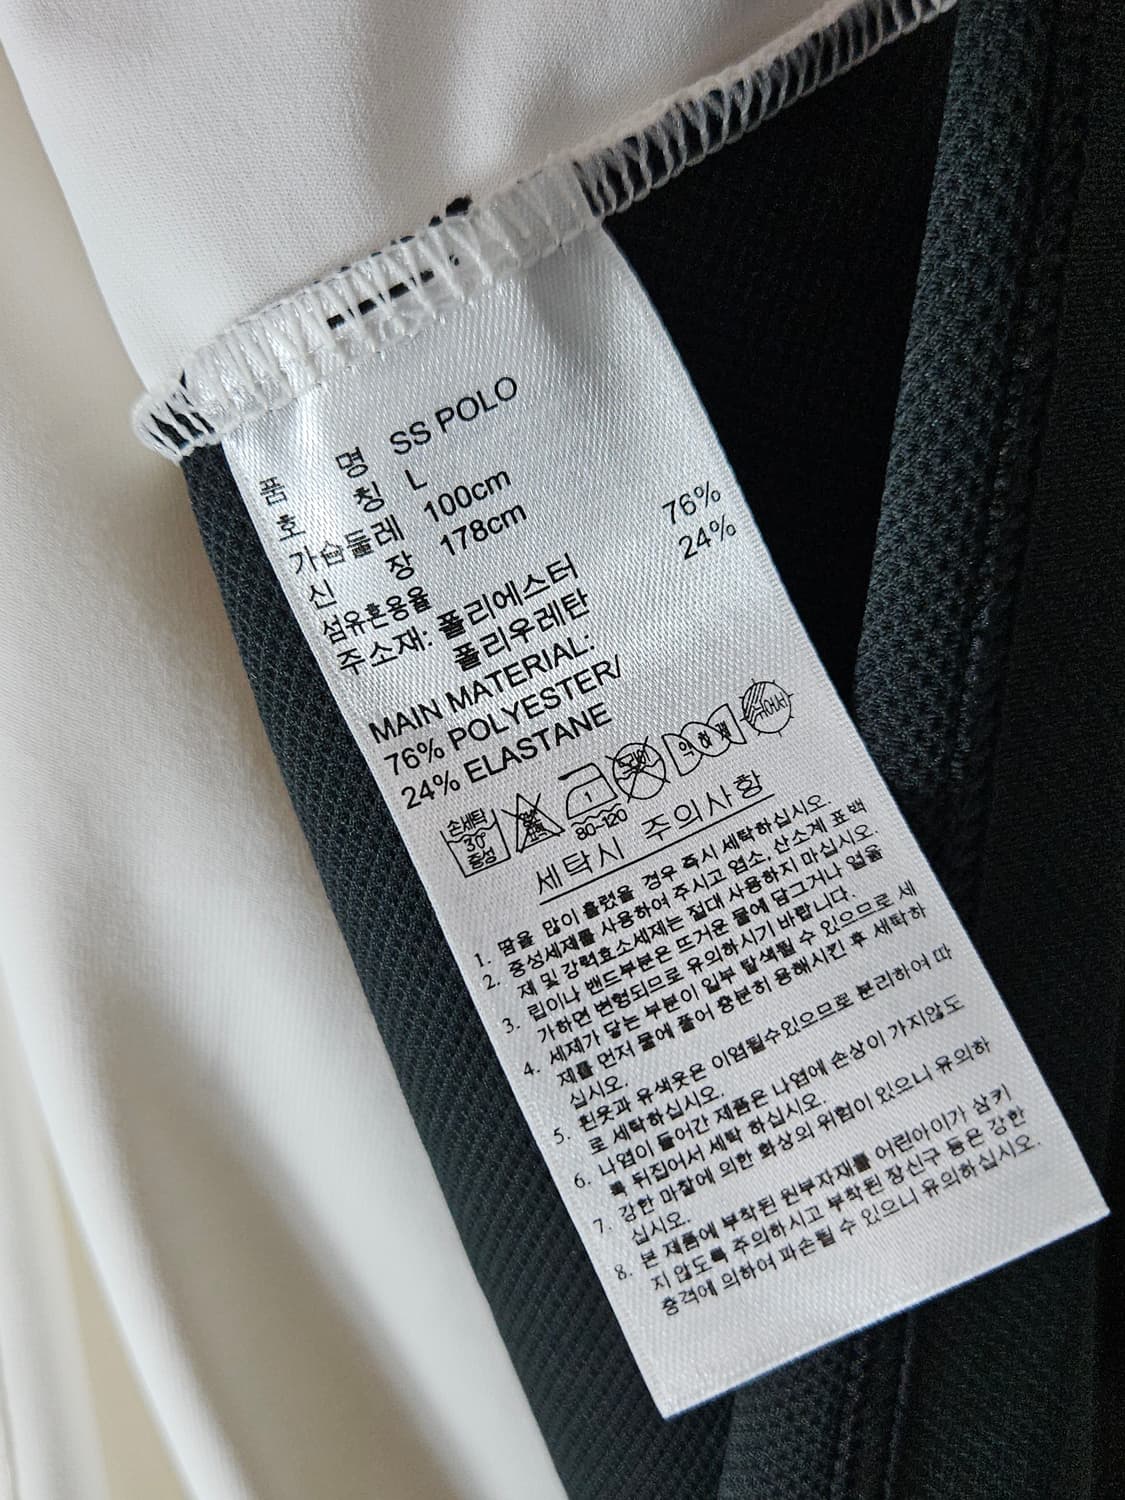 품 명 SS POLO
호 칭 L
가슴둘레 100cm
신 장 178cm
섬유혼용율
주소재: 폴리에스터 76%
폴리우레탄 24%
MAIN MATERIAL:
76% POLYESTER/
24% ELASTANE
손세탁 30° 중성
80-120
드라이
약하게
뉘어서
세탁시 주의사항
1. 땀을 많이 흘렸을 경우 즉시 세탁하십시오.
2. 중성세제를 사용하여 주시고 염소, 산소계 표백
제 및 강력효소세제는 절대 사용하지 마십시오.
3. 립이나 밴드부분은 뜨거운 물에 담그거나 열을
가하면 변형되므로 유의하시기 바랍니다.
4. 세제가 닿는 부분이 일부 탈색될 수 있으므로 세
제를 먼저 물에 풀어 충분히 용해시킨 후 세탁하
십시오.
5. 흰옷과 유색옷은 이염될수있으므로 분리하여 따
로 세탁하십시오.
6. 나염이 들어간 제품은 나염에 손상이 가지않도
록 뒤집어서 세탁 하십시오.
7. 강한 마찰에 의한 화상의 위험이 있으니 유의하
십시오.
8. 본 제품에 부착된 원부자재를 어린아이가 삼키
지 않도록 주의하시고 부착된 장신구 등은 강한
충격에 의하여 파손될 수 있으니 유의하십시오.